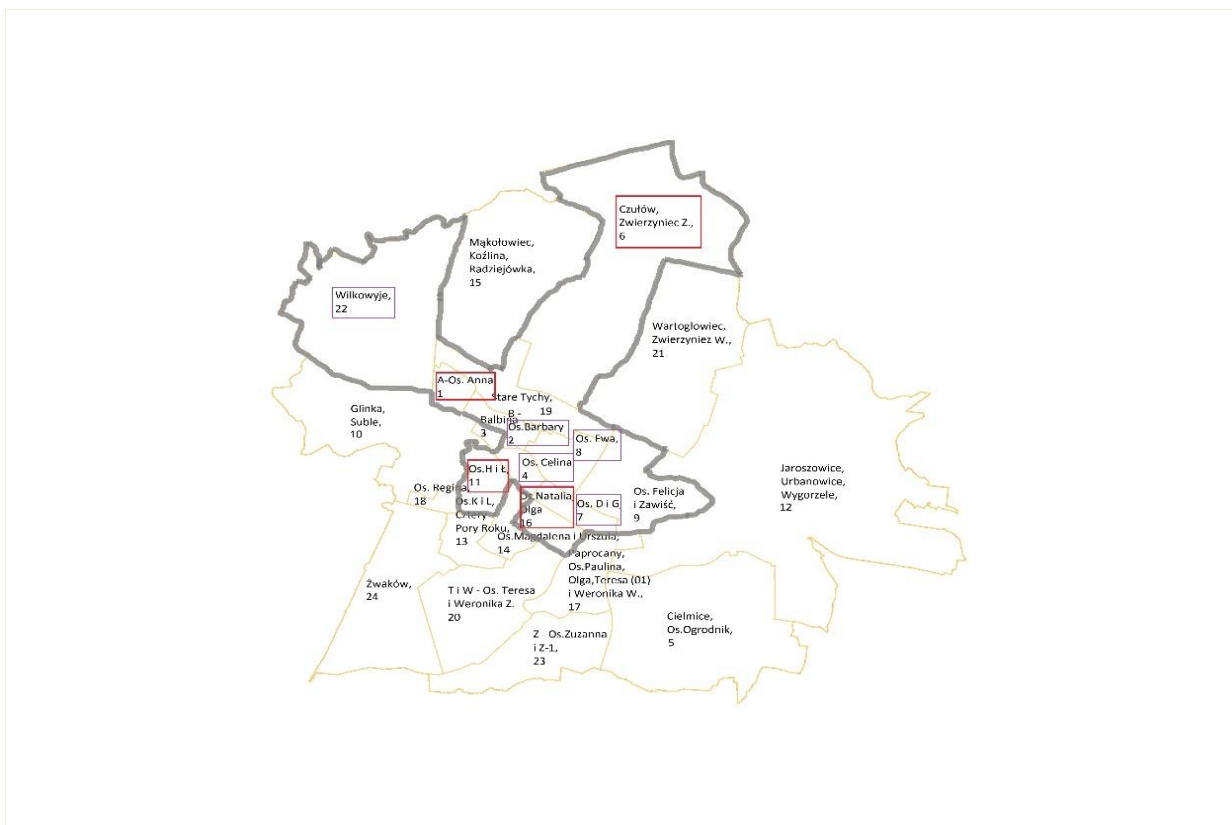 Czułów,
Zwierzyniec Z.,
6
Mąkołowiec,
Koźlina,
Radziejówka,
15
Wilkowyje,
22
Wartogłowiec,
Zwierzyniez W.,
21
A-Os. Anna
1
Stare Tychy,
19
Glinka,
Suble,
10
Balbina
3
B -
Os.Barbary
2
Os. Ewa,
8
Os. Celina
4
Os.H i Ł,
11
Jaroszowice,
Urbanowice,
Wygorzele,
12
Os. Regina,
18
Os.K i L,
Cztery
Pory Roku,
13
Os.Natalia,
Olga
16
Os. D i G
7
Os. Felicja
i Zawiść,
9
Os.Magdalena i Urszula,
14
Paprocany,
Os.Paulina,
Olga,Teresa (01)
i Weronika W.,
17
Żwaków,
24
T i W - Os. Teresa
i Weronika Z.
20
Cielmice,
Os.Ogrodnik,
5
Z - Os.Zuzanna
i Z-1,
23